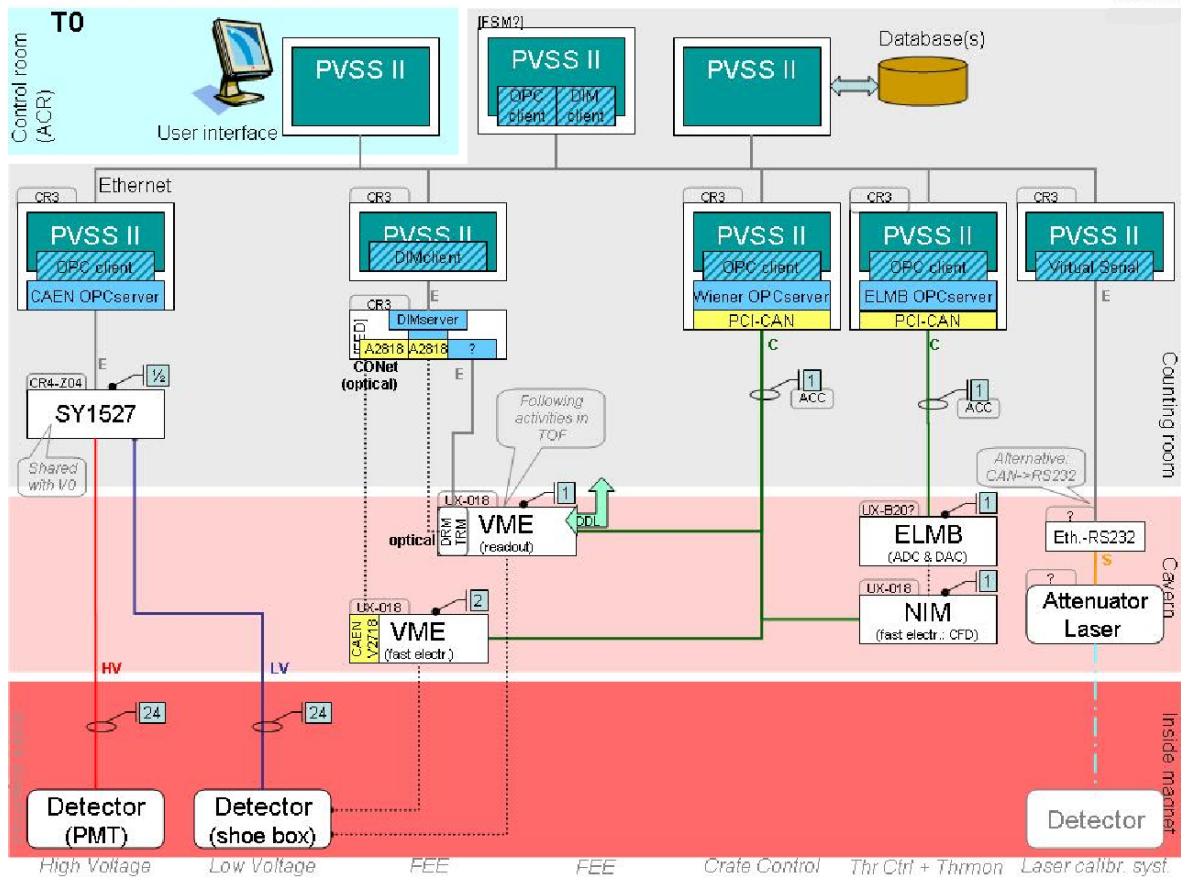 T0
Control room
(ACR)
User interface
PVSS II
[FSM?]
PVSS II
OPC
client
DIM
client
PVSS II
Database(s)
Ethernet
CR3
PVSS II
OPC client
CAEN OPCserver
E
CR3
PVSS II
DIMclient
E
CR3
DIMserver
[FED]
A2818
A2818
?
CONet
(optical)
E
CR3
PVSS II
OPC client
Wiener OPCserver
PCI-CAN
C
CR3
PVSS II
OPC client
ELMB OPCserver
PCI-CAN
C
CR3
PVSS II
Virtual Serial
E
Counting room
CR4-Z04
½
SY1527
Shared
with V0
Following
activities in
TOF
1
ACC
1
ACC
Alternative:
CAN->RS232
UX-018
1
DRM
TRM
VME
(readout)
DDL
optical
UX-B20?
1
ELMB
(ADC & DAC)
?
Eth.-RS232
S
Cavern
UX-018
2
CAEN
V2718
VME
(fast electr.)
UX-018
1
NIM
(fast electr.: CFD)
?
Attenuator
Laser
HV
LV
24
24
Inside magnet
Detector
(PMT)
Detector
(shoe box)
Detector
High Voltage
Low Voltage
FEE
FEE
Crate Control
Thr Ctrl + Thrmon
Laser calibr. syst.